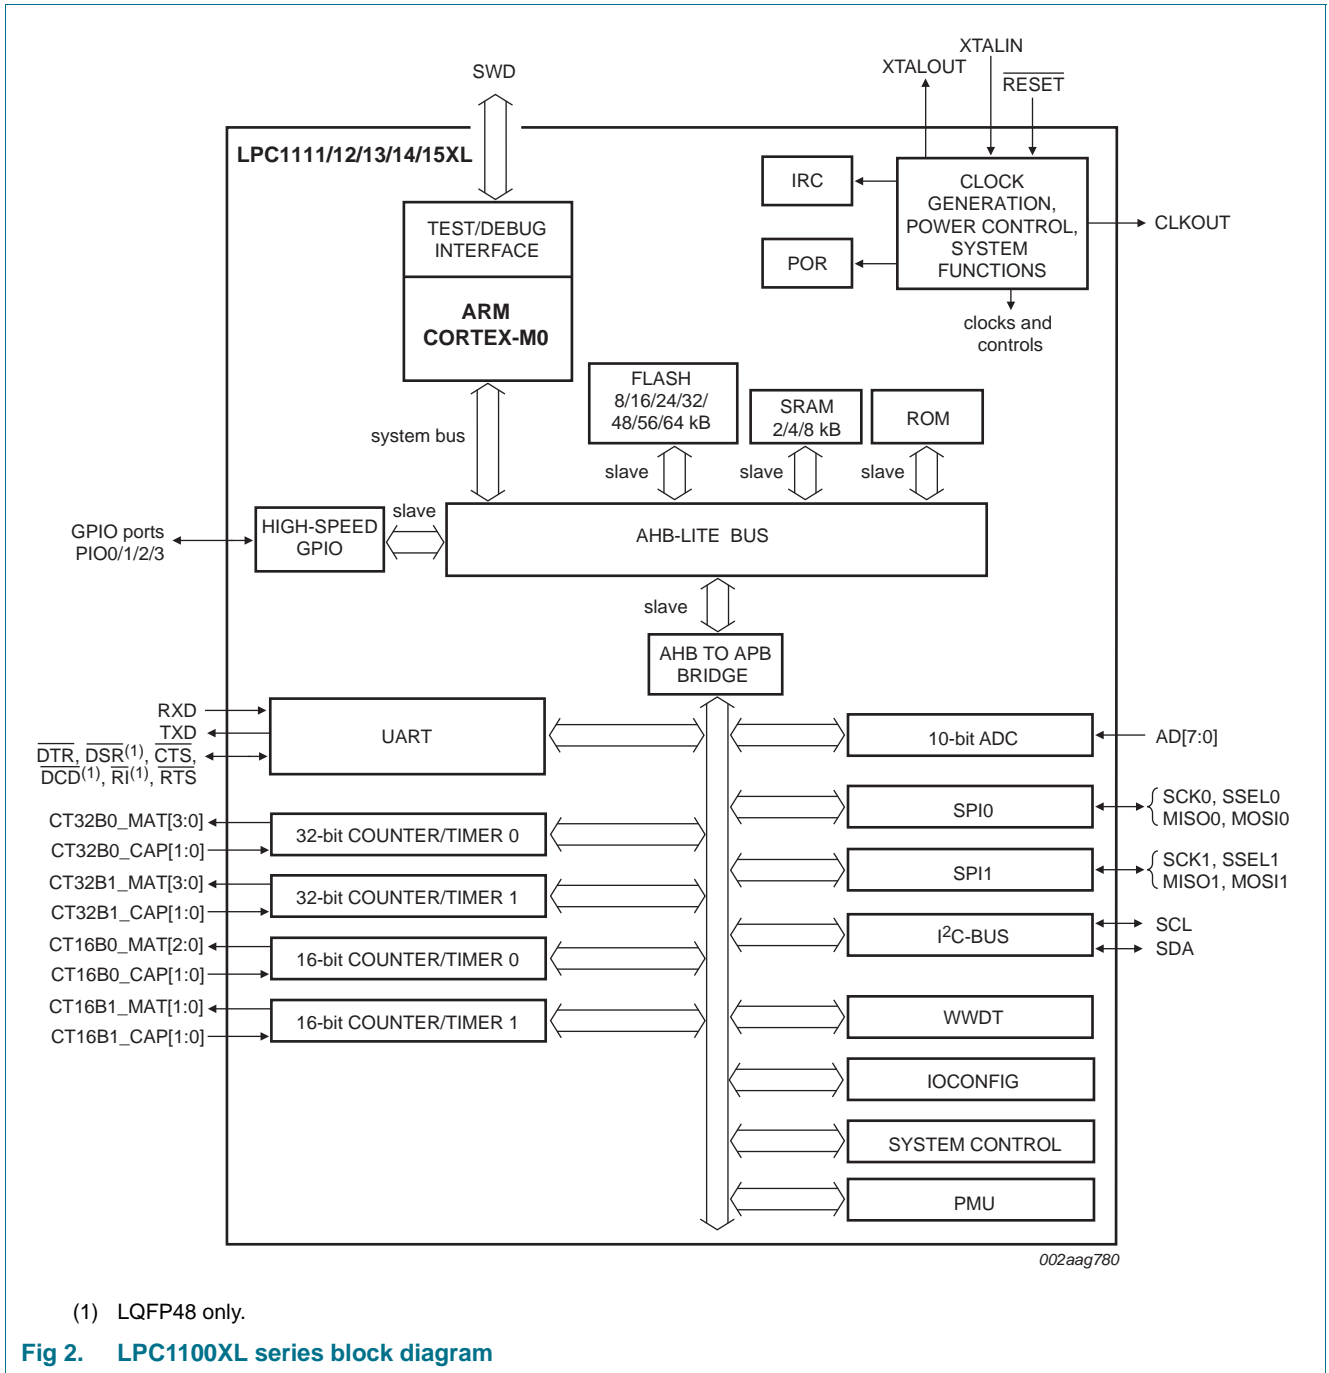 XTALIN
XTALOUT
SWD
RESET
LPC1111/12/13/14/15XL
IRC
CLOCK
GENERATION,
POWER CONTROL,
SYSTEM
FUNCTIONS
CLKOUT
TEST/DEBUG
INTERFACE
POR
ARM
CORTEX-M0
clocks and
controls
FLASH
8/16/24/32/
48/56/64 kB
SRAM
2/4/8 kB
ROM
system bus
slave
slave
slave
slave
GPIO ports
PIO0/1/2/3
HIGH-SPEED
GPIO
AHB-LITE BUS
slave
AHB TO APB
BRIDGE
RXD
TXD
DTR, DSR(1), CTS,
DCD(1), RI(1), RTS
UART
10-bit ADC
AD[7:0]
CT32B0_MAT[3:0]
CT32B0_CAP[1:0]
32-bit COUNTER/TIMER 0
SPI0
SCK0, SSEL0
MISO0, MOSI0
CT32B1_MAT[3:0]
CT32B1_CAP[1:0]
32-bit COUNTER/TIMER 1
SPI1
SCK1, SSEL1
MISO1, MOSI1
CT16B0_MAT[2:0]
CT16B0_CAP[1:0]
16-bit COUNTER/TIMER 0
I2C-BUS
SCL
SDA
CT16B1_MAT[1:0]
CT16B1_CAP[1:0]
16-bit COUNTER/TIMER 1
WWDT
IOCONFIG
SYSTEM CONTROL
PMU
002aag780
(1) LQFP48 only.
Fig 2. LPC1100XL series block diagram